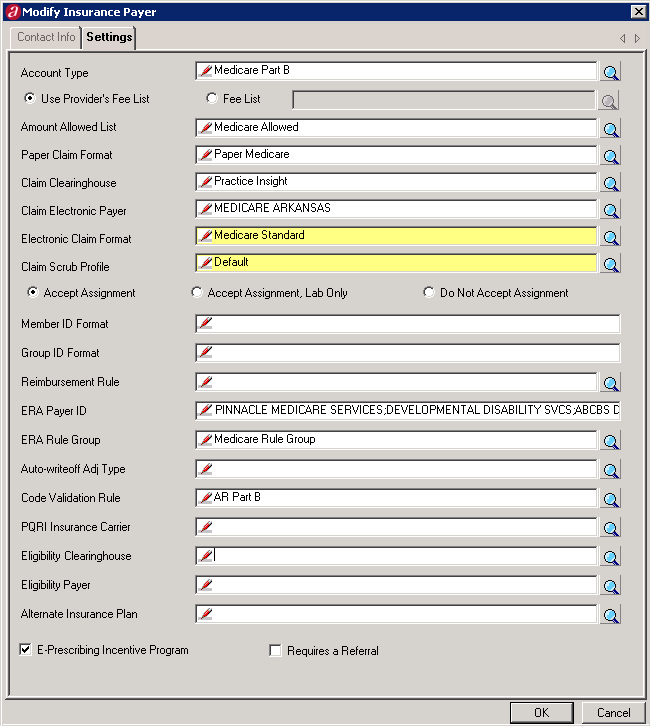 Modify Insurance Payer
Contact Info Settings
Account Type Medicare Part B
Use Provider's Fee List Fee List
Amount Allowed List Medicare Allowed
Paper Claim Format Paper Medicare
Claim Clearinghouse Practice Insight
Claim Electronic Payer MEDICARE ARKANSAS
Electronic Claim Format Medicare Standard
Claim Scrub Profile Default
Accept Assignment Accept Assignment, Lab Only Do Not Accept Assignment
Member ID Format
Group ID Format
Reimbursement Rule
ERA Payer ID PINNACLE MEDICARE SERVICES;DEVELOPMENTAL DISABILITY SVCS;ABCBS D
ERA Rule Group Medicare Rule Group
Auto-writeoff Adj Type
Code Validation Rule AR Part B
PQRI Insurance Carrier
Eligibility Clearinghouse
Eligibility Payer
Alternate Insurance Plan
E-Prescribing Incentive Program Requires a Referral
OK Cancel